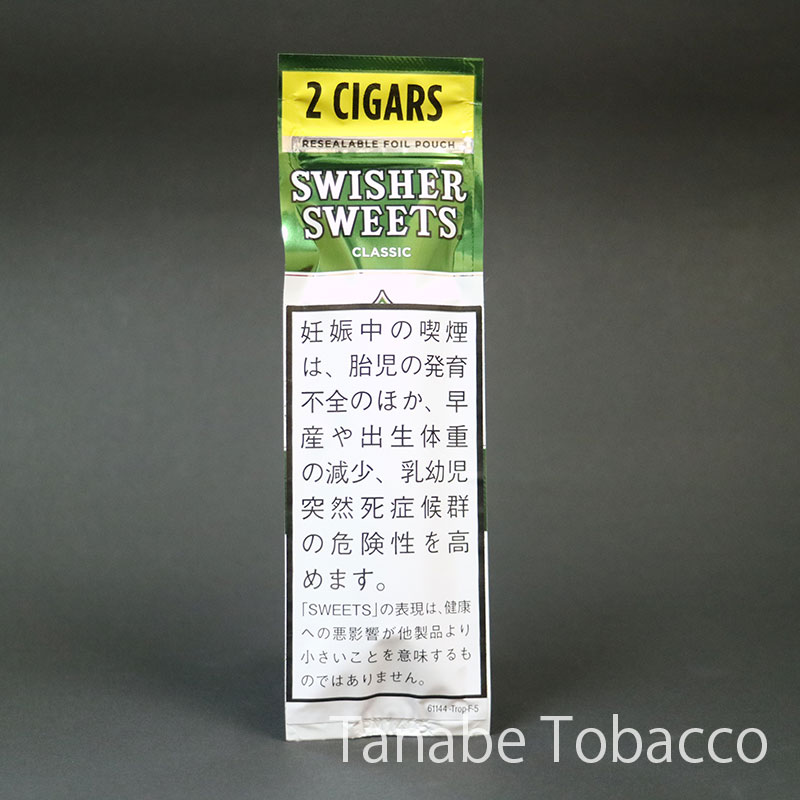 2 CIGARS
RESEALABLE FOIL POUCH
SWISHER
SWEETS
CLASSIC
妊娠中の喫煙
は、胎児の発育
不全のほか、早
産や出生体重
の減少、乳幼児
突然死症候群
の危険性を高
めます。
「SWEETS」の表現は、健康
への悪影響が他製品より
小さいことを意味するも
のではありません。
61144-Trop-F-5
Tanabe Tobacco